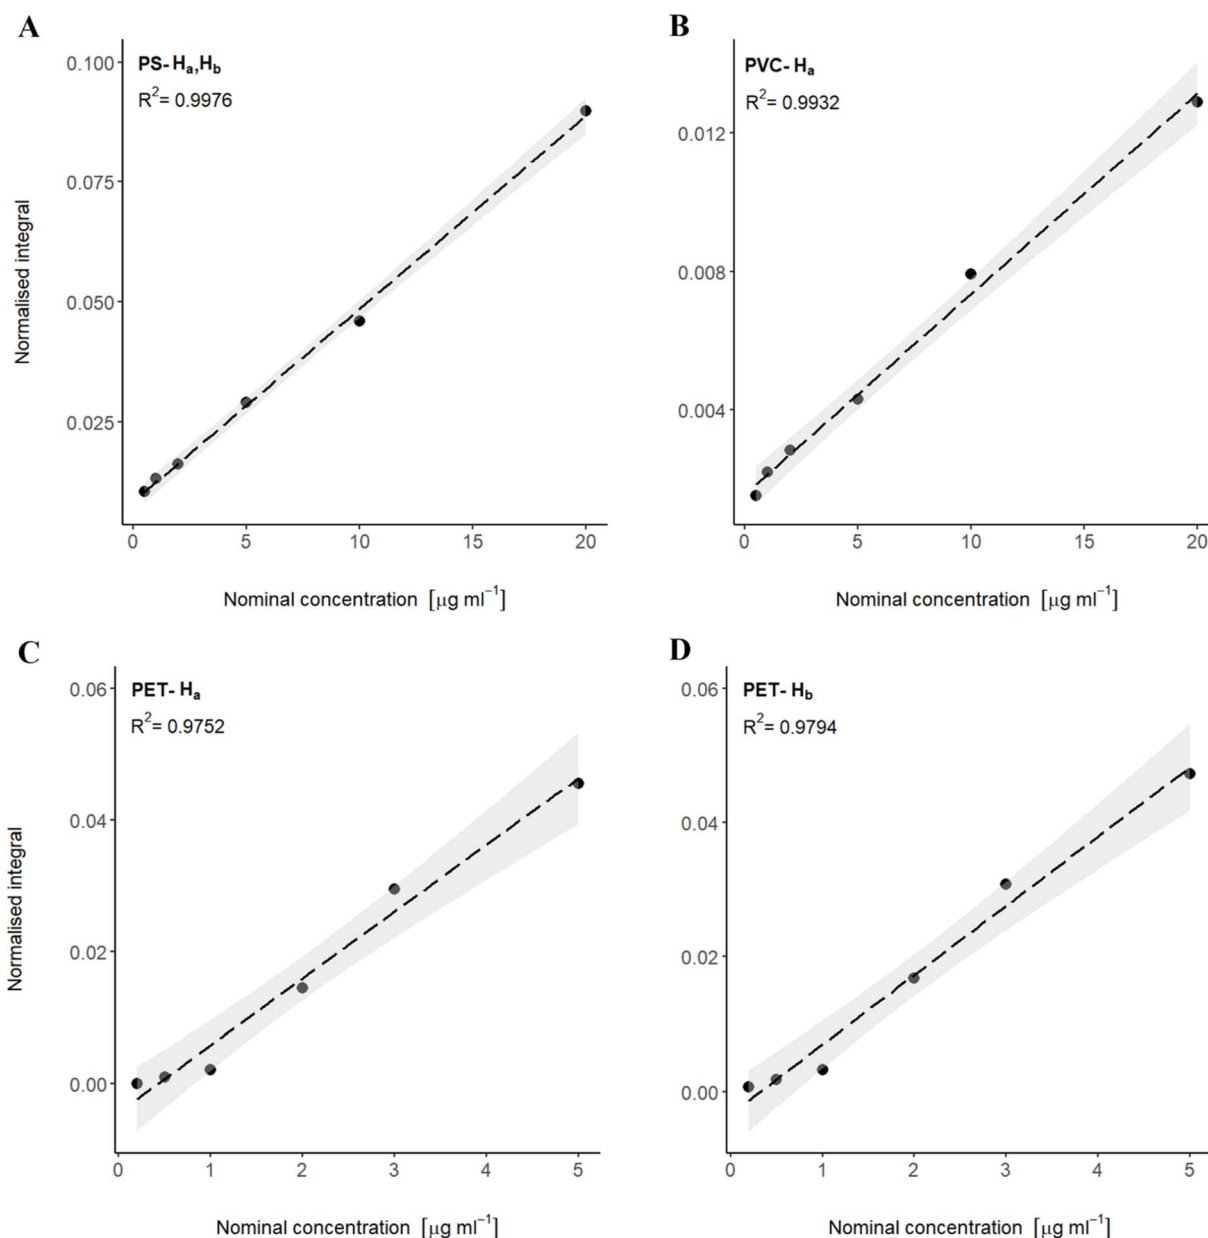 A
PS- Hₐ,H_b
R²= 0.9976
Normalised integral
0.100
0.075
0.050
0.025
0 5 10 15 20
Nominal concentration [μg ml⁻¹]
B
PVC- Hₐ
R²= 0.9932
0.012
0.008
0.004
0 5 10 15 20
Nominal concentration [μg ml⁻¹]
C
PET- Hₐ
R²= 0.9752
Normalised integral
0.06
0.04
0.02
0.00
0 1 2 3 4 5
Nominal concentration [μg ml⁻¹]
D
PET- H_b
R²= 0.9794
0.06
0.04
0.02
0.00
0 1 2 3 4 5
Nominal concentration [μg ml⁻¹]